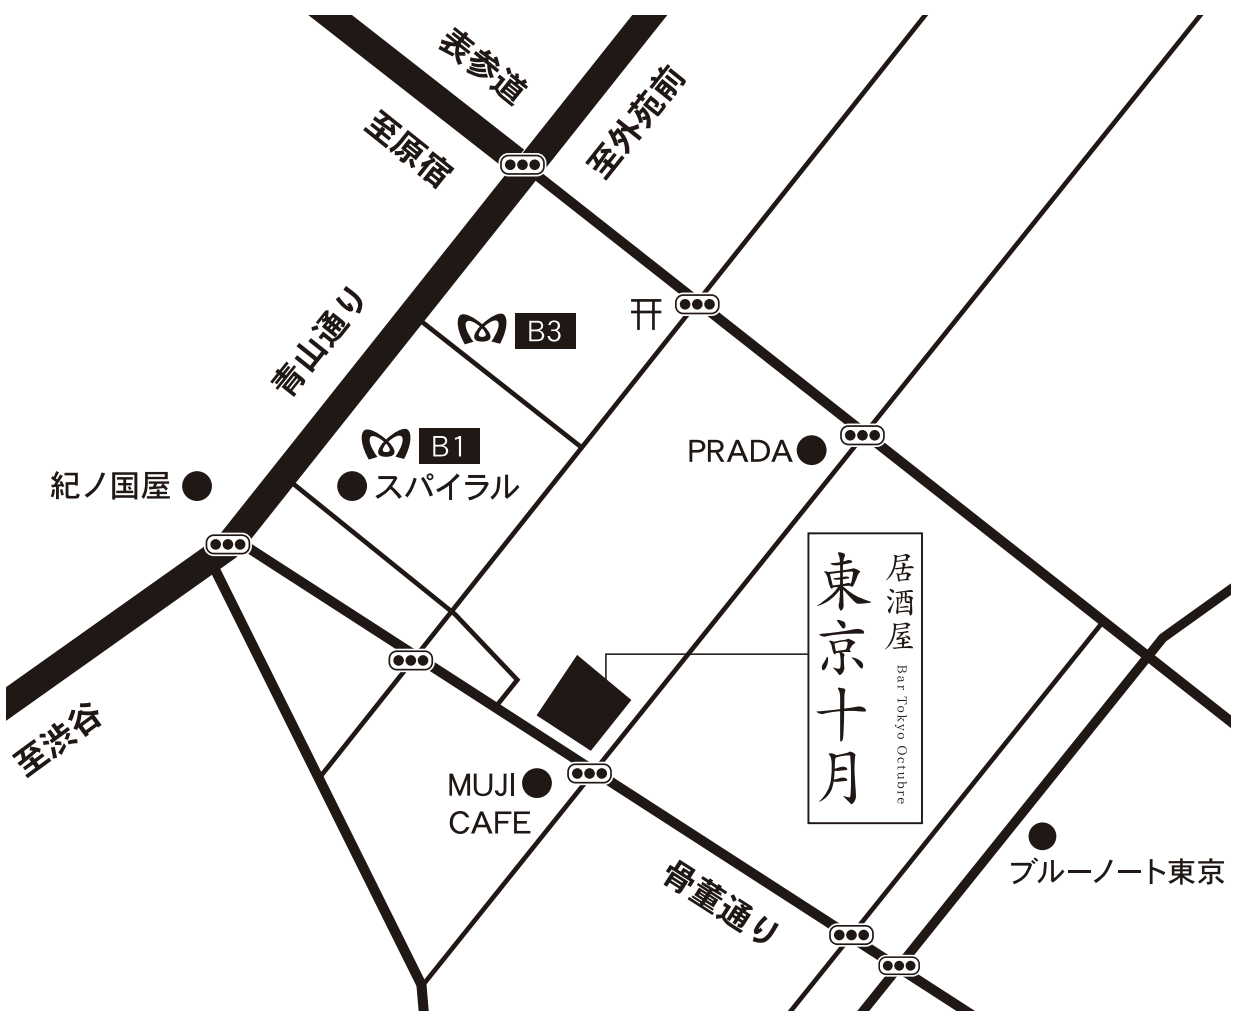 表参道
至原宿
至外苑前
青山通り
B3
B1
スパイラル
紀ノ国屋
PRADA
居酒屋
Bar Tokyo Octubre
東京十月
至渋谷
MUJI
CAFE
骨董通り
ブルーノート東京